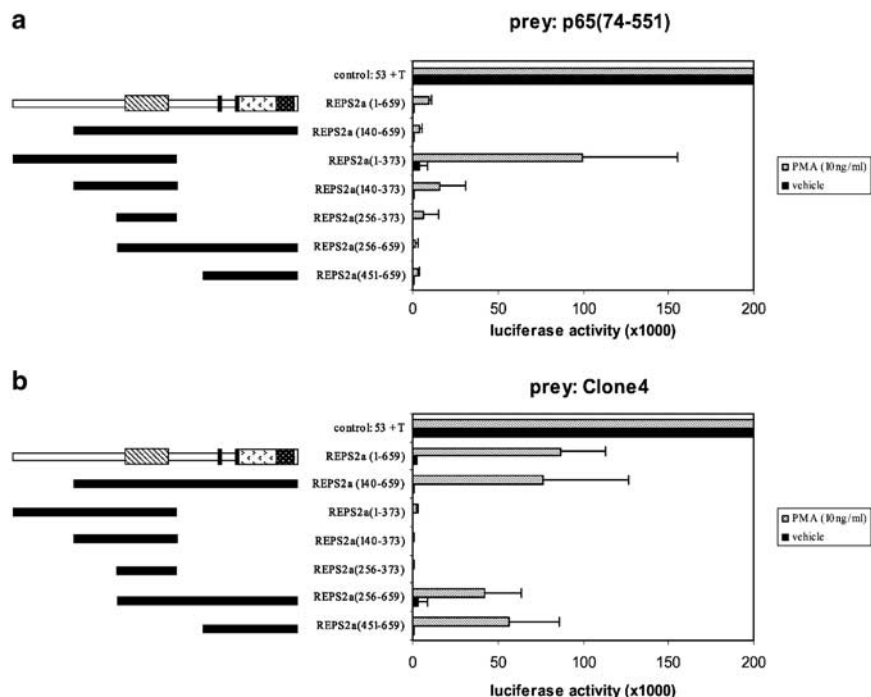 a
prey: p65(74-551)
control: 53 + T
REPS2a (1-659)
REPS2a (140-659)
REPS2a(1-373)
REPS2a(140-373)
REPS2a(256-373)
REPS2a(256-659)
REPS2a(451-659)
PMA (10ng/ml)
vehicle
0 50 100 150 200
luciferase activity (x1000)
b
prey: Clone4
control: 53 + T
REPS2a (1-659)
REPS2a (140-659)
REPS2a(1-373)
REPS2a(140-373)
REPS2a(256-373)
REPS2a(256-659)
REPS2a(451-659)
PMA (10ng/ml)
vehicle
0 50 100 150 200
luciferase activity (x1000)